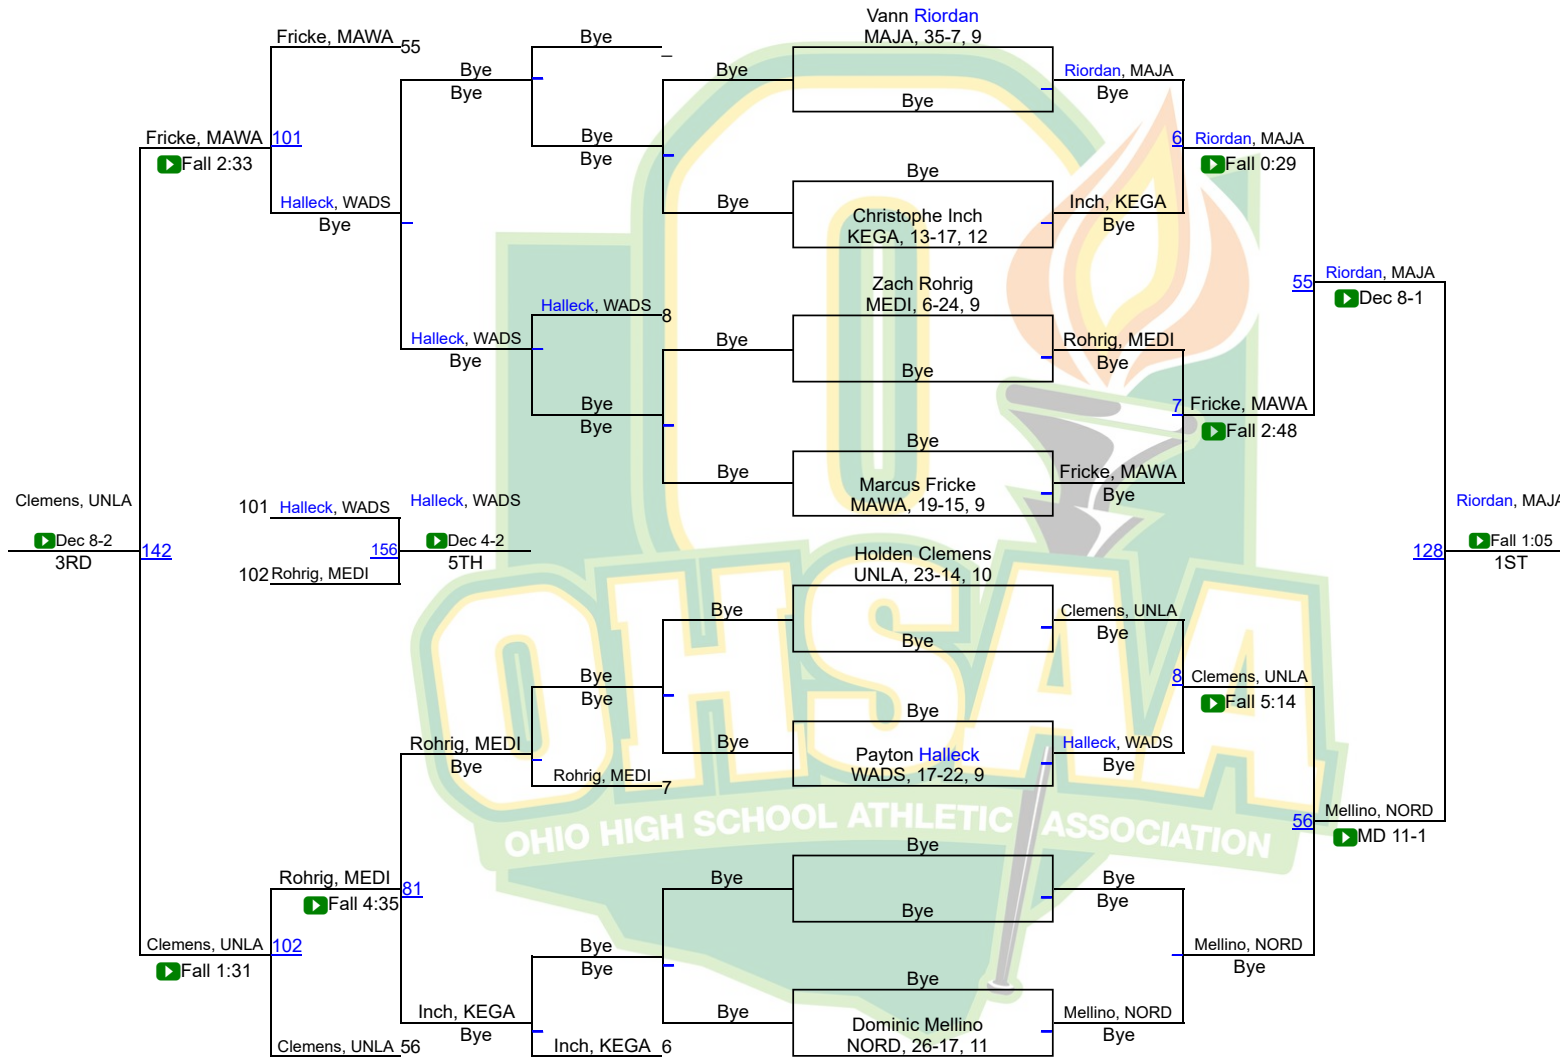 Vann Riordan
MAJA, 35-7, 9
Fricke, MAWA 55
Bye
_
Bye
Bye
Bye
Riordan, MAJA
Bye
Bye
Fricke, MAWA 101
Fall 2:33
Bye
Bye
6 Riordan, MAJA
Fall 0:29
Bye
Halleck, WADS
Bye
Bye
Christophe Inch
KEGA, 13-17, 12
Inch, KEGA
Bye
Zach Rohrig
MEDI, 6-24, 9
55 Riordan, MAJA
Dec 8-1
Halleck, WADS 8
Halleck, WADS
Bye
Bye
Bye
Rohrig, MEDI
Bye
Bye
Bye
7 Fricke, MAWA
Fall 2:48
Bye
Bye
Marcus Fricke
MAWA, 19-15, 9
Fricke, MAWA
Bye
Clemens, UNLA
Dec 8-2
3RD
142
101 Halleck, WADS
156
102 Rohrig, MEDI
Halleck, WADS
Dec 4-2
5TH
Riordan, MAJA
128
Fall 1:05
1ST
Holden Clemens
UNLA, 23-14, 10
Bye
Bye
Clemens, UNLA
Bye
OHSAA
Bye
Bye
8 Clemens, UNLA
Fall 5:14
Bye
Rohrig, MEDI
Bye
Bye
Payton Halleck
WADS, 17-22, 9
Halleck, WADS
Bye
Rohrig, MEDI 7
OHIO HIGH SCHOOL ATHLETIC ASSOCIATION
56 Mellino, NORD
MD 11-1
Bye
Rohrig, MEDI 81
Fall 4:35
Bye
Bye
Bye
Bye
Clemens, UNLA 102
Fall 1:31
Bye
Bye
Mellino, NORD
Bye
Bye
Inch, KEGA
Bye
Bye
Dominic Mellino
NORD, 26-17, 11
Mellino, NORD
Bye
Clemens, UNLA 56
Inch, KEGA 6